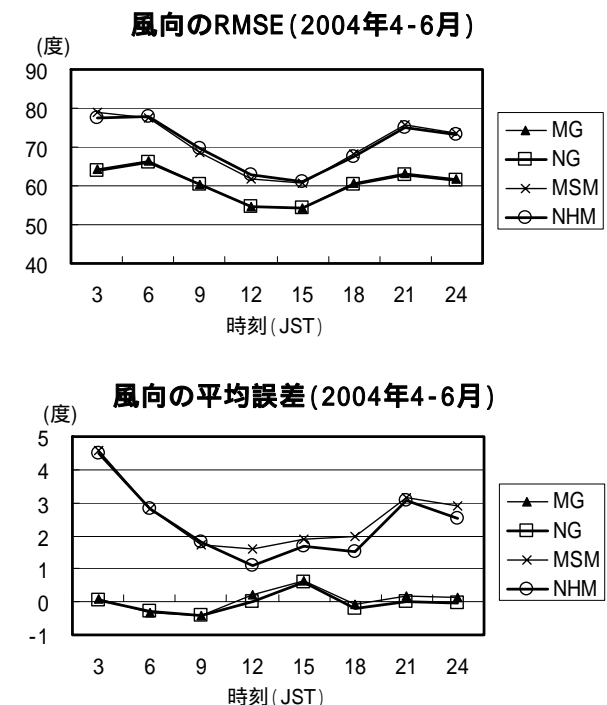 風向のRMSE(2004年4-6月)
(度)
90
80
70
60
50
40
3 6 9 12 15 18 21 24
時刻(JST)
MG
NG
MSM
NHM
風向の平均誤差(2004年4-6月)
(度)
5
4
3
2
1
0
-1
3 6 9 12 15 18 21 24
時刻(JST)
MG
NG
MSM
NHM